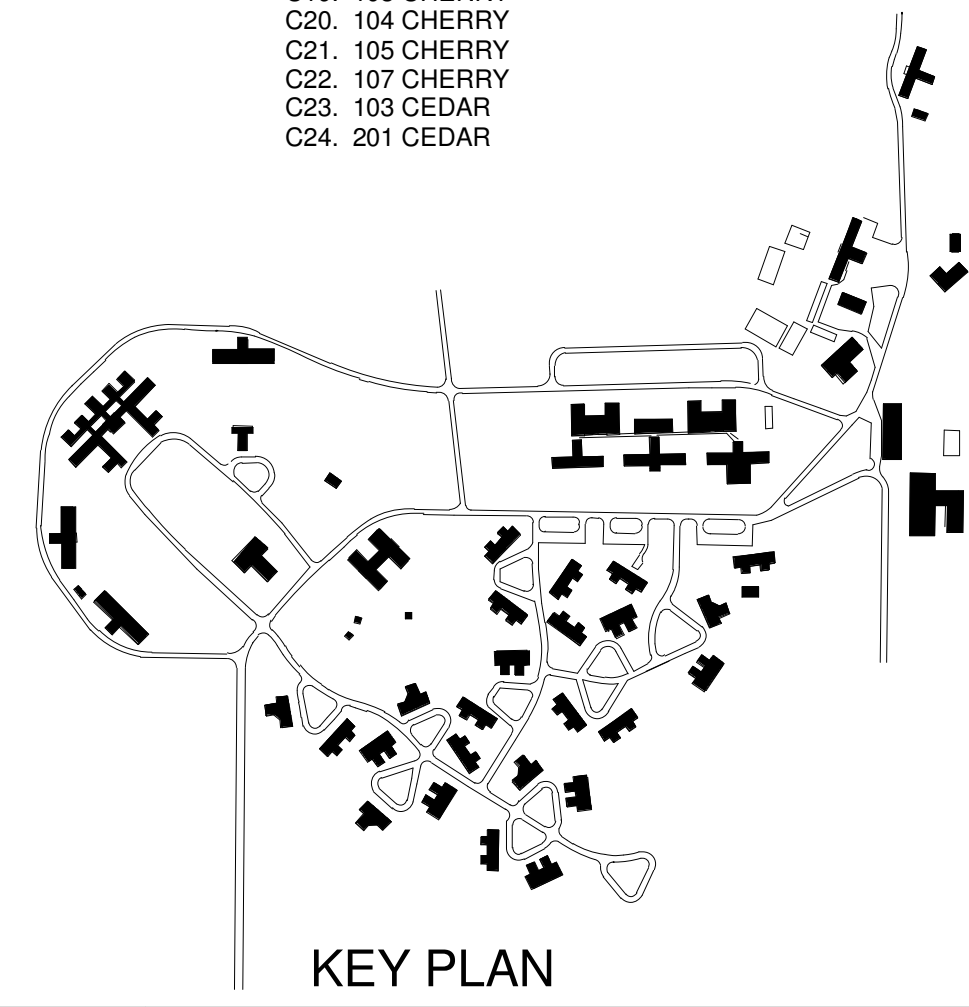 C20. 104 CHERRY
C21. 105 CHERRY
C22. 107 CHERRY
C23. 103 CEDAR
C24. 201 CEDAR
KEY PLAN